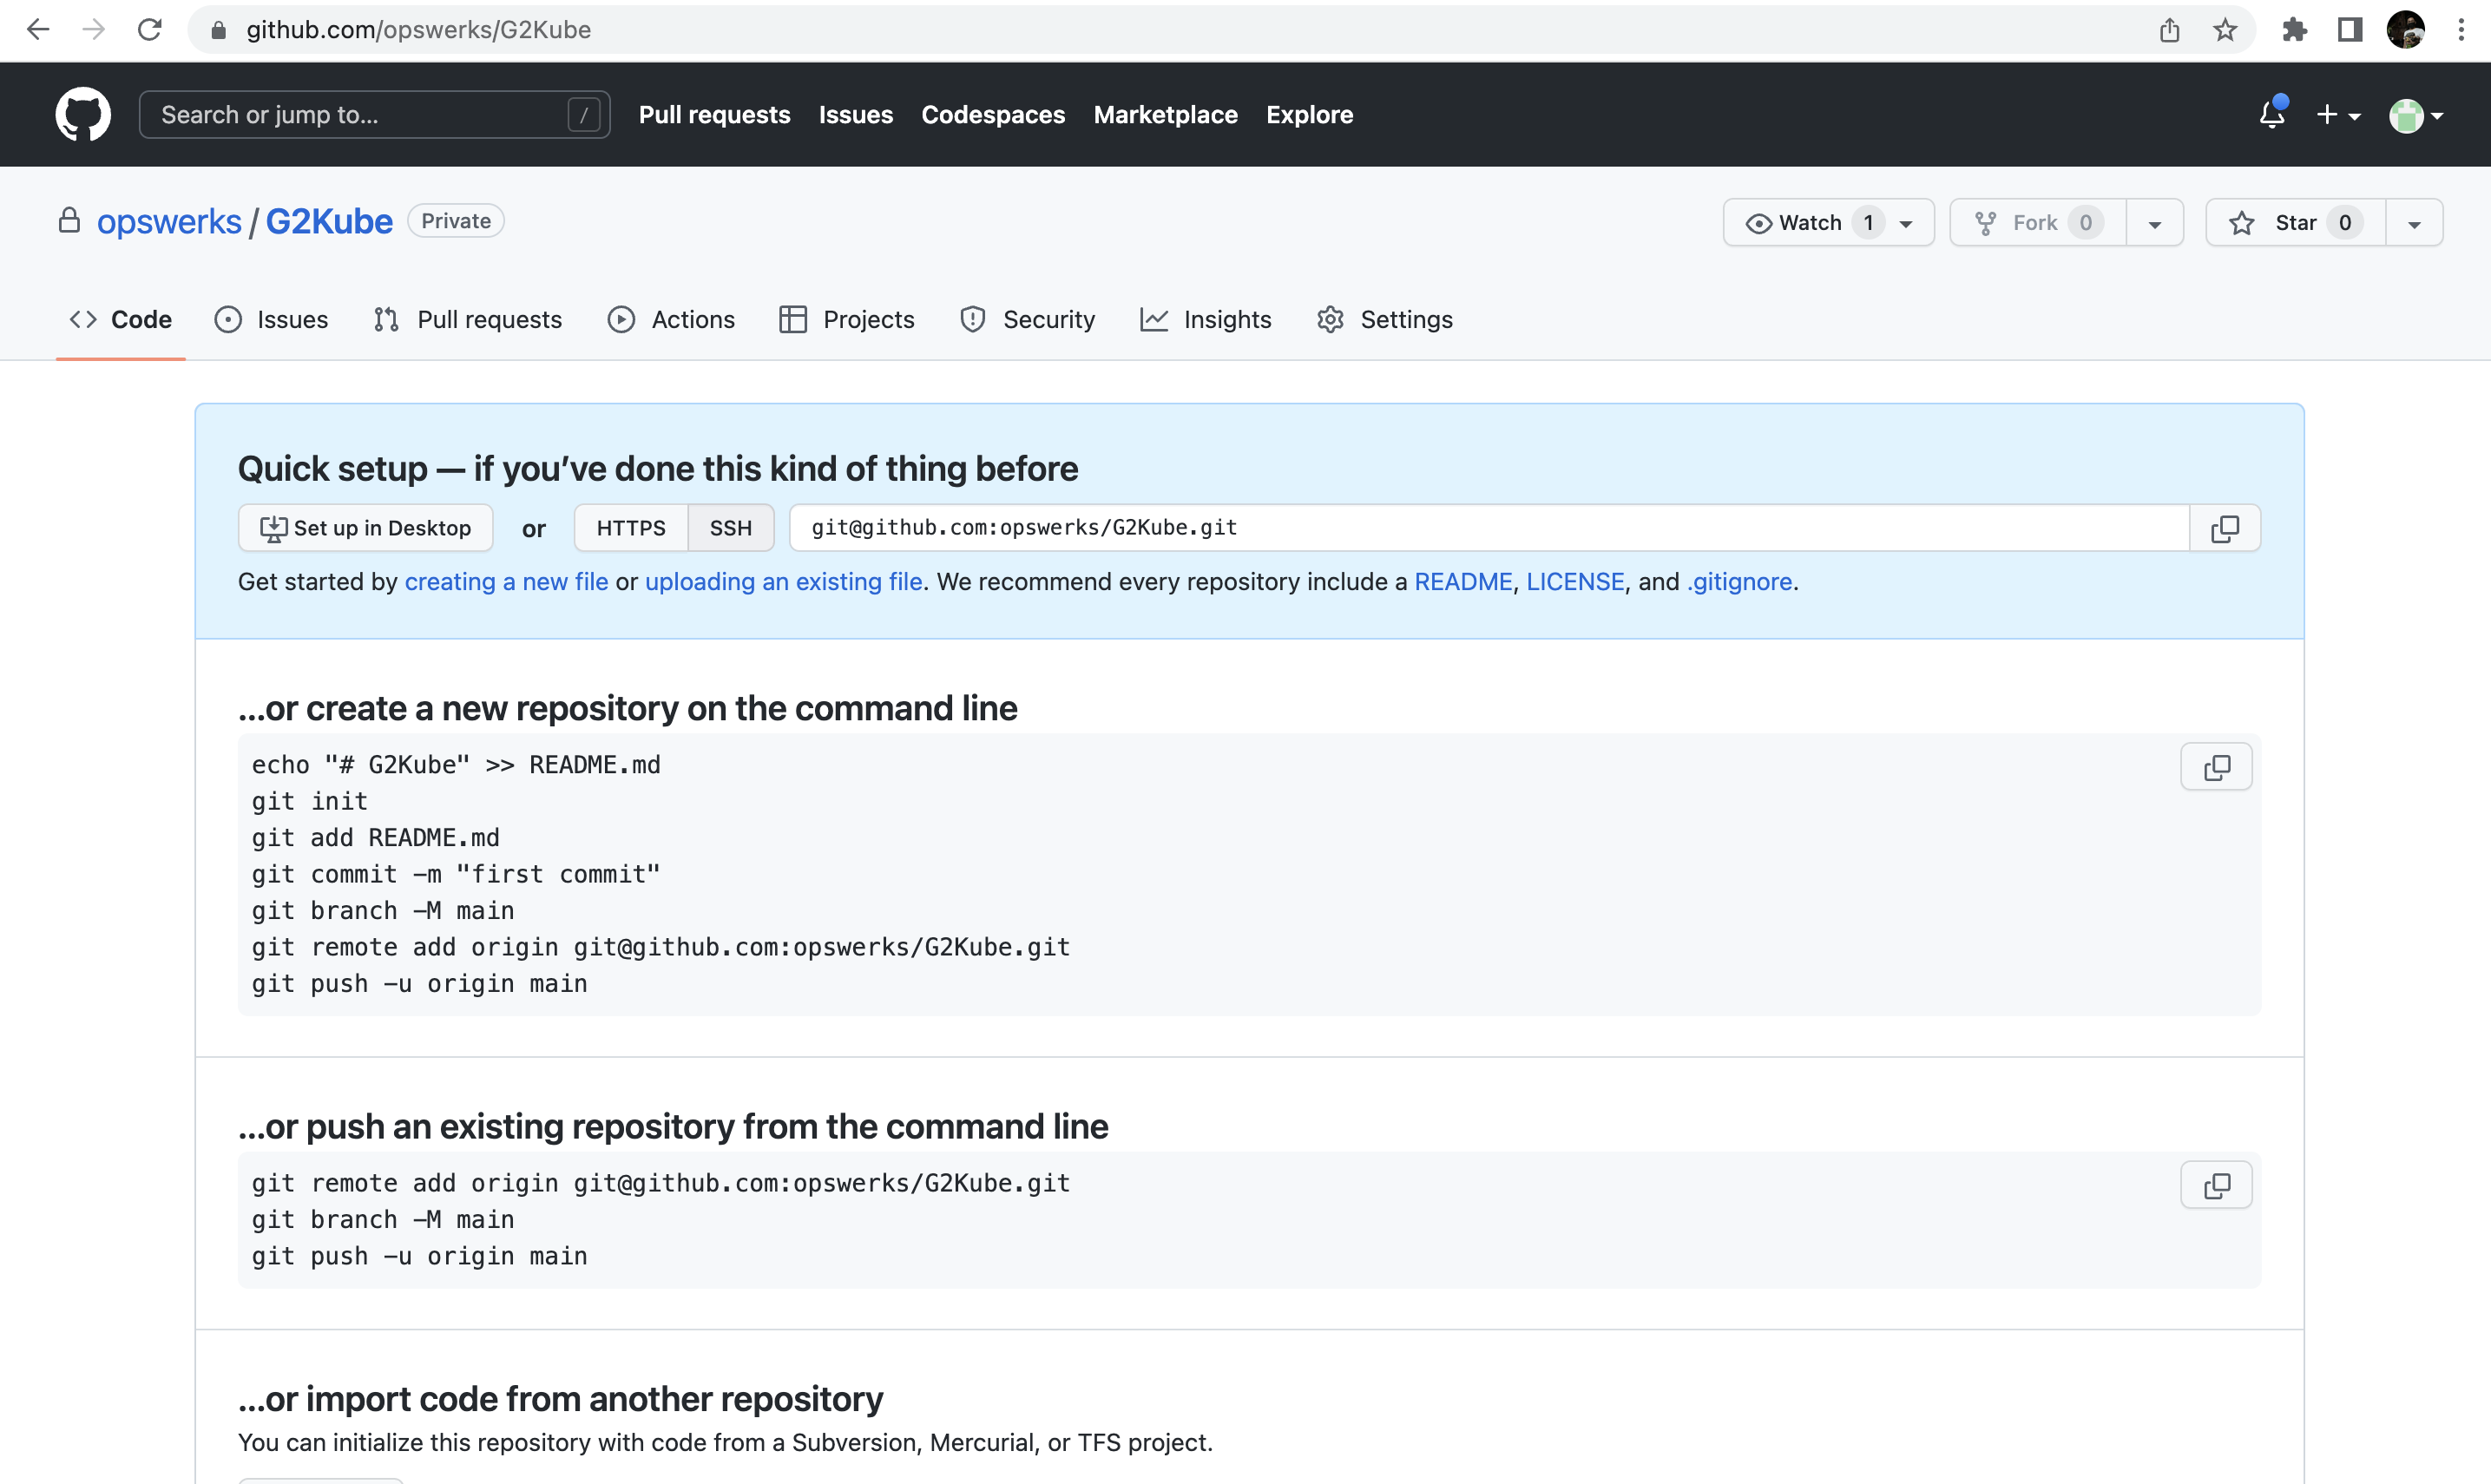 github.com/opswerks/G2Kube
Search or jump to... /
Pull requests Issues Codespaces Marketplace Explore
opswerks / G2Kube Private
Watch 1 Fork 0 Star 0
Code Issues Pull requests Actions Projects Security Insights Settings
Quick setup — if you’ve done this kind of thing before
Set up in Desktop or HTTPS SSH git@github.com:opswerks/G2Kube.git
Get started by creating a new file or uploading an existing file. We recommend every repository include a README, LICENSE, and .gitignore.
…or create a new repository on the command line
echo "# G2Kube" >> README.md
git init
git add README.md
git commit -m "first commit"
git branch -M main
git remote add origin git@github.com:opswerks/G2Kube.git
git push -u origin main
…or push an existing repository from the command line
git remote add origin git@github.com:opswerks/G2Kube.git
git branch -M main
git push -u origin main
…or import code from another repository
You can initialize this repository with code from a Subversion, Mercurial, or TFS project.